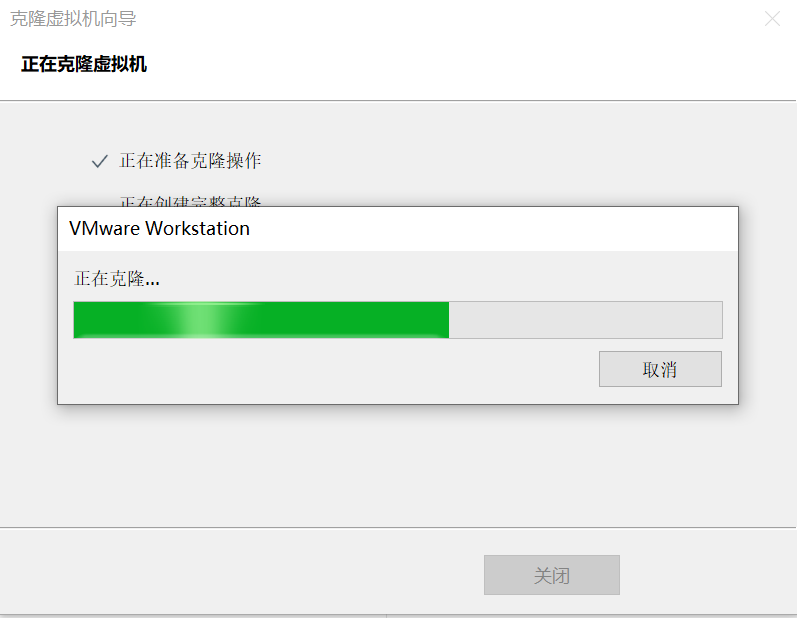 克隆虚拟机向导
正在克隆虚拟机
正在准备克隆操作
正在创建完整克隆
VMware Workstation
正在克隆...
取消
关闭